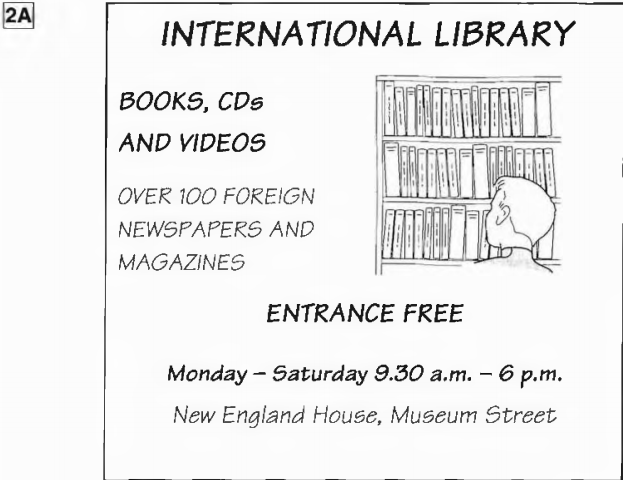 2A
INTERNATIONAL LIBRARY
BOOKS, CDs
AND VIDEOS
OVER 100 FOREIGN
NEWSPAPERS AND
MAGAZINES
ENTRANCE FREE
Monday – Saturday 9.30 a.m. – 6 p.m.
New England House, Museum Street